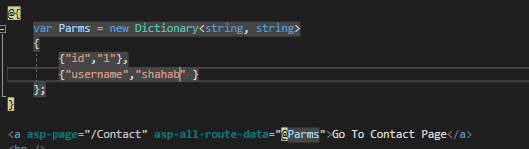 @{
var Parms = new Dictionary<string, string>
{
{"id","1"},
{"username","shahab" }
};
}
<a asp-page="/Contact" asp-all-route-data="@Parms">Go To Contact Page</a>
<br />